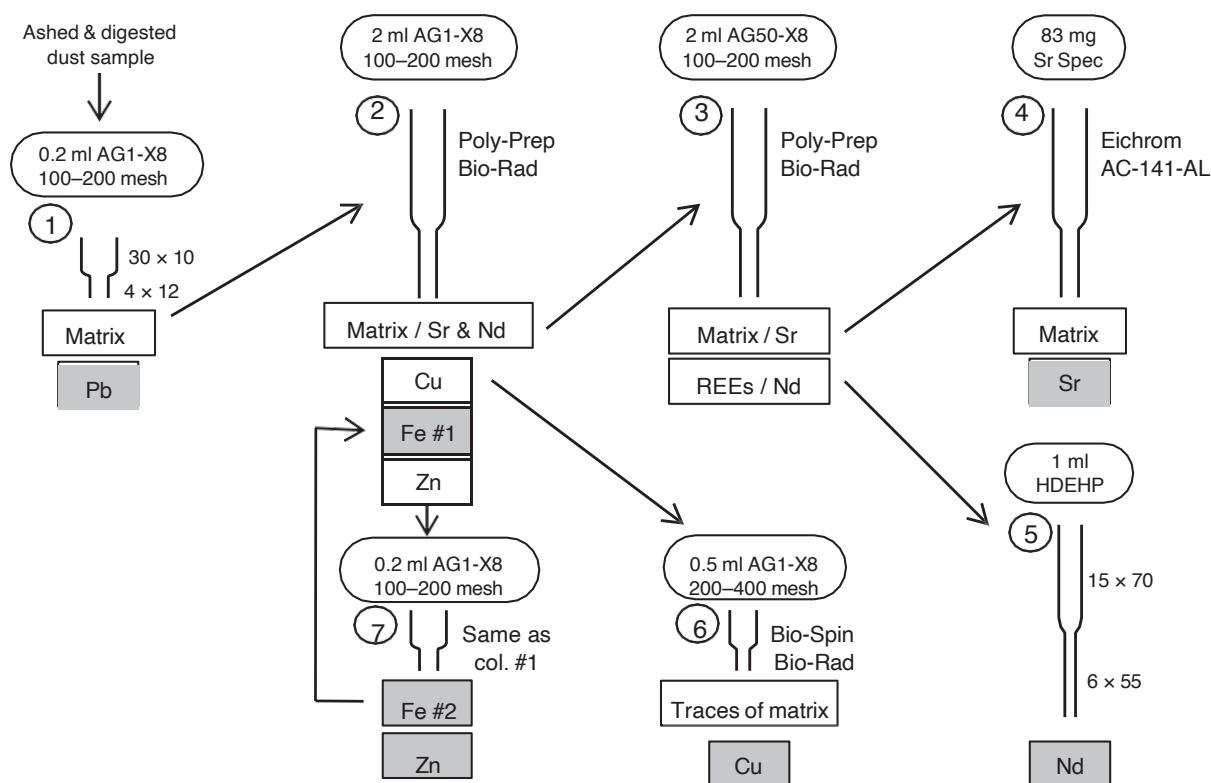 Ashed & digested
dust sample
0.2 ml AG1-X8
100–200 mesh
1
30 × 10
4 × 12
Matrix
Pb
2 ml AG1-X8
100–200 mesh
2
Poly-Prep
Bio-Rad
Matrix / Sr & Nd
Cu
Fe #1
Zn
0.2 ml AG1-X8
100–200 mesh
7
Same as
col. #1
Fe #2
Zn
2 ml AG50-X8
100–200 mesh
3
Poly-Prep
Bio-Rad
Matrix / Sr
REEs / Nd
0.5 ml AG1-X8
200–400 mesh
6
Bio-Spin
Bio-Rad
Traces of matrix
Cu
83 mg
Sr Spec
4
Eichrom
AC-141-AL
Matrix
Sr
1 ml
HDEHP
5
15 × 70
6 × 55
Nd